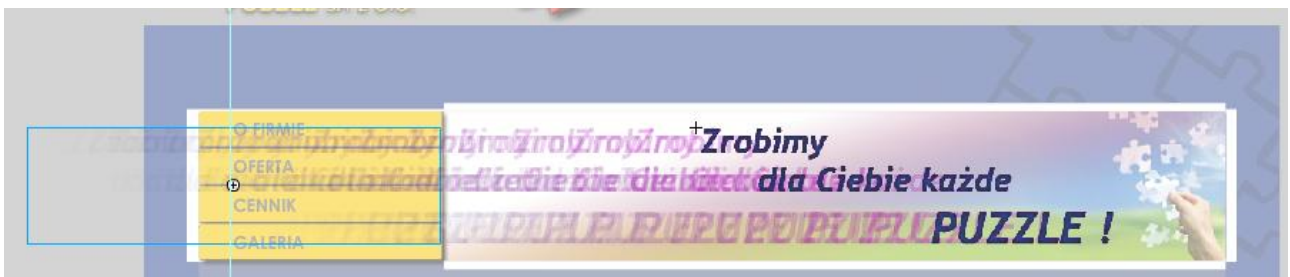 O FIRMIE
OFERTA
CENNIK
GALERIA
Zrobimy
dla Ciebie każde
PUZZLE !